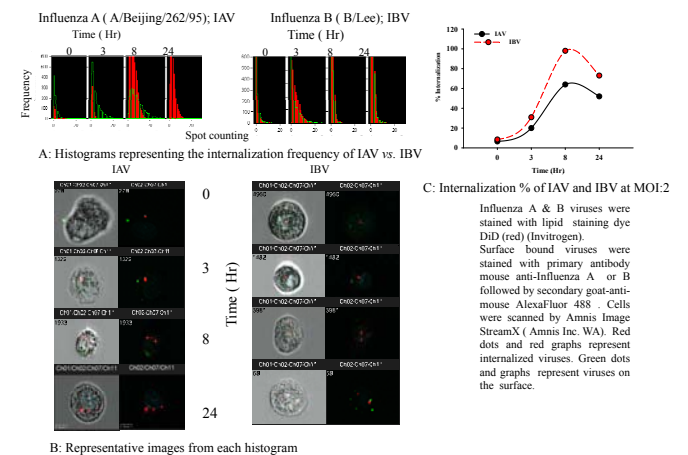 Influenza A ( A/Beijing/262/95); IAV
Influenza B ( B/Lee); IBV
Time ( Hr)
Time ( Hr)
0 3 8 24
0 3 8 24
Frequency
Spot counting
A: Histograms representing the internalization frequency of IAV vs. IBV
IAV
IBV
0
3
8
24
Time ( Hr)
B: Representative images from each histogram
IAV
IBV
% Internalization
120
100
80
60
40
20
0
0 3 8 24
Time (Hr)
C: Internalization % of IAV and IBV at MOI:2
Influenza A & B viruses were
stained with lipid staining dye
DiD (red) (Invitrogen).
Surface bound viruses were
stained with primary antibody
mouse anti-Influenza A or B
followed by secondary goat-anti-
mouse AlexaFluor 488 . Cells
were scanned by Amnis Image
StreamX ( Amnis Inc. WA). Red
dots and red graphs represent
internalized viruses. Green dots
and graphs represent viruses on
the surface.